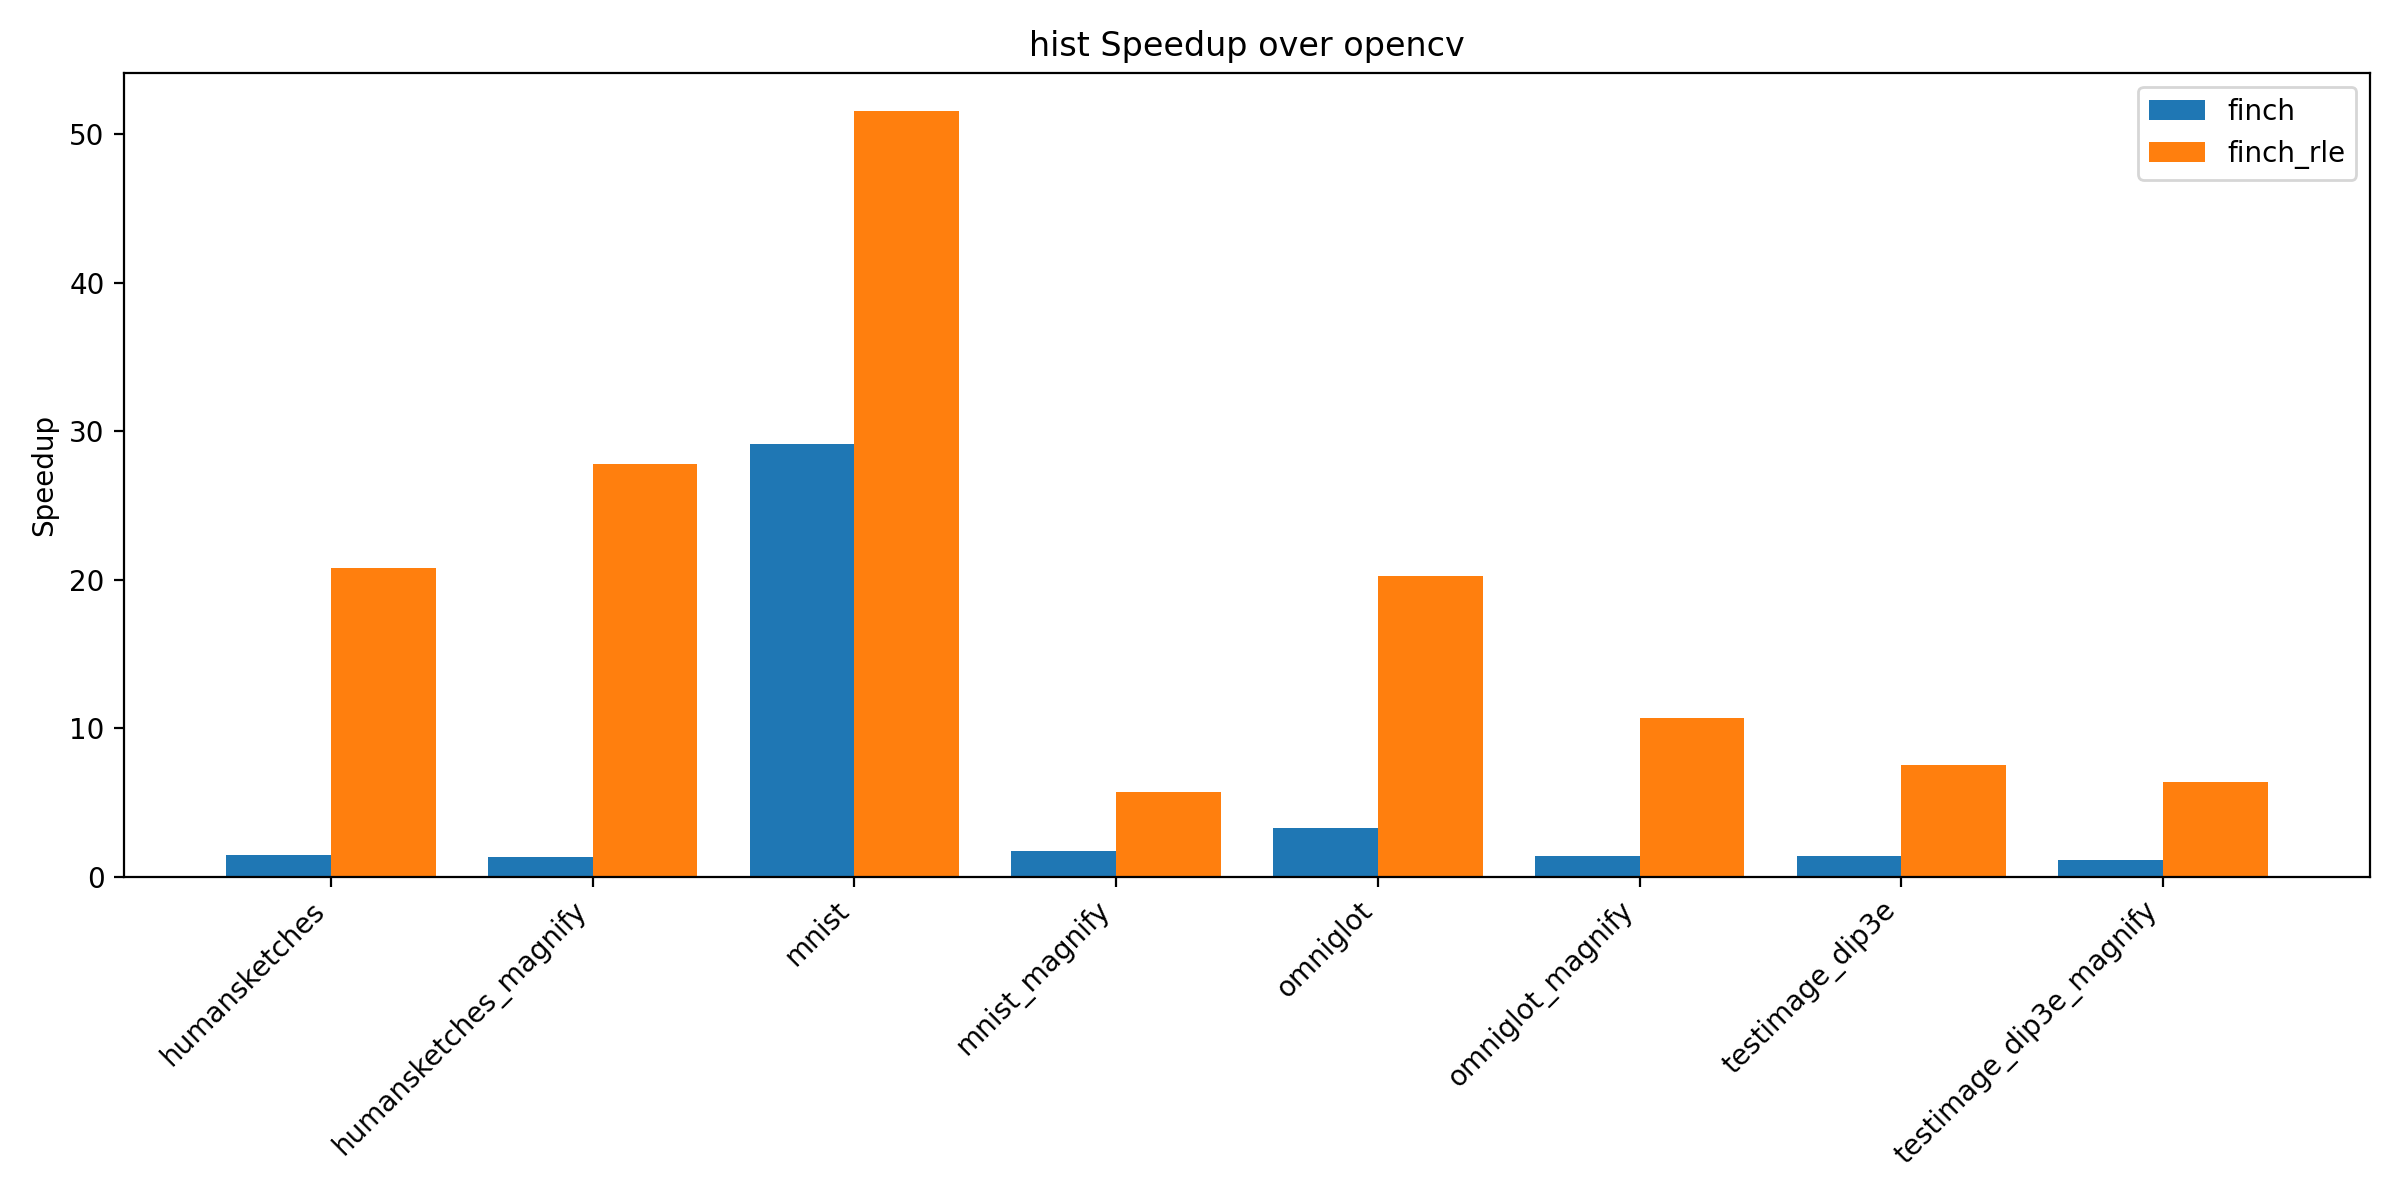 hist Speedup over opencv
finch
finch_rle
Speedup
50
40
30
20
10
0
humansketches
humansketches_magnify
mnist
mnist_magnify
omniglot
omniglot_magnify
testimage_dip3e
testimage_dip3e_magnify